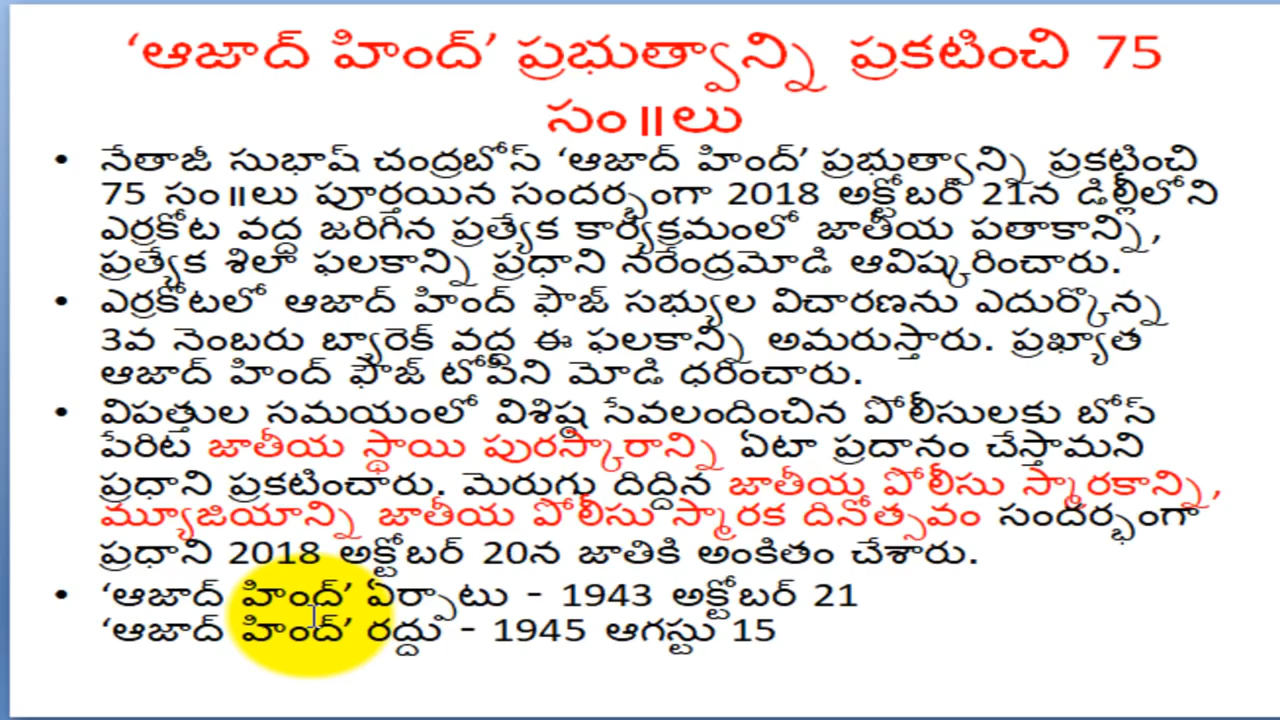 ‘ఆజాద్ హింద్’ ప్రభుత్వాన్ని ప్రకటించి 75
సం॥లు
• నేతాజీ సుభాష్ చంద్రబోస్ ‘ఆజాద్ హింద్’ ప్రభుత్వాన్ని ప్రకటించి
75 సం॥లు పూర్తయిన సందర్భంగా 2018 అక్టోబర్ 21న డిల్లీలోని
ఎర్రకోట వద్ద జరిగిన ప్రత్యేక కార్యక్రమంలో జాతీయ పతాకాన్ని,
ప్రత్యేక శిలా ఫలకాన్ని ప్రధాని నరేంద్రమోడి ఆవిష్కరించారు.
• ఎర్రకోటలో ఆజాద్ హింద్ ఫౌజ్ సభ్యుల విచారణను ఎదుర్కొన్న
3వ నెంబరు బ్యారెక్ వద్ద ఈ ఫలకాన్ని అమరుస్తారు. ప్రఖ్యాత
ఆజాద్ హింద్ ఫౌజ్ టోపీని మోడి ధరించారు.
• విపత్తుల సమయంలో విశిష్ఠ సేవలందించిన పోలీసులకు బోస్
పేరిట జాతీయ స్థాయి పురస్కారాన్ని ఏటా ప్రదానం చేస్తామని
ప్రధాని ప్రకటించారు. మెరుగు దిద్దిన జాతీయ పోలీసు స్మారకాన్ని,
మ్యూజియాన్ని జాతీయ పోలీసు స్మారక దినోత్సవం సందర్భంగా
ప్రధాని 2018 అక్టోబర్ 20న జాతికి అంకితం చేశారు.
• ‘ఆజాద్ హింద్’ ఏర్పాటు - 1943 అక్టోబర్ 21
‘ఆజాద్ హింద్’ రద్దు - 1945 ఆగస్టు 15